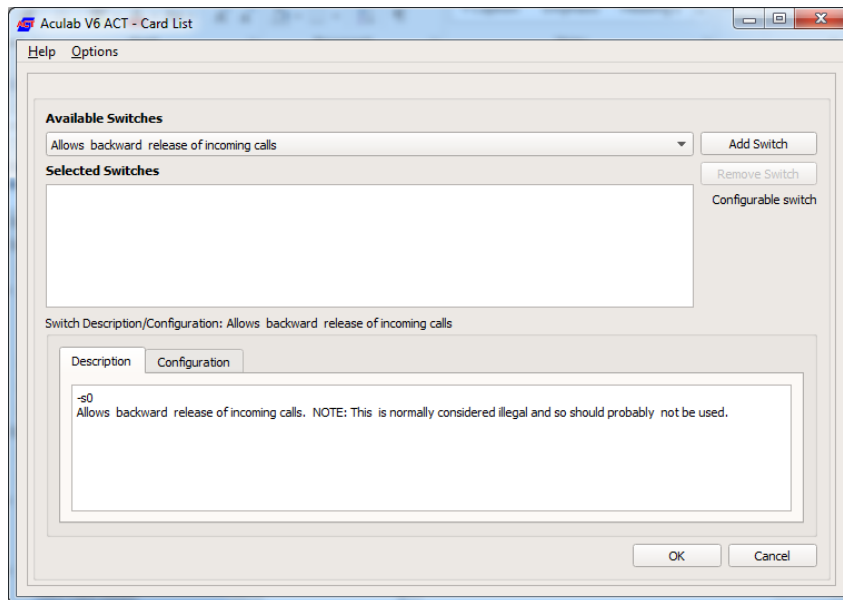 Aculab V6 ACT - Card List
Help Options
Available Switches
Allows backward release of incoming calls
Add Switch
Selected Switches
Remove Switch
Configurable switch
Switch Description/Configuration: Allows backward release of incoming calls
Description Configuration
-s0
Allows backward release of incoming calls. NOTE: This is normally considered illegal and so should probably not be used.
OK Cancel